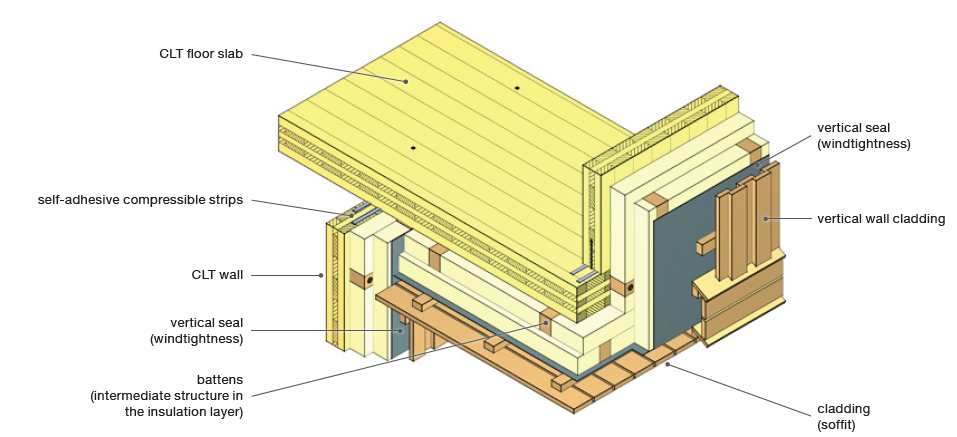 CLT floor slab
vertical seal
(windtightness)
self-adhesive compressible strips
vertical wall cladding
CLT wall
vertical seal
(windtightness)
battens
(intermediate structure in
the insulation layer)
cladding
(soffit)